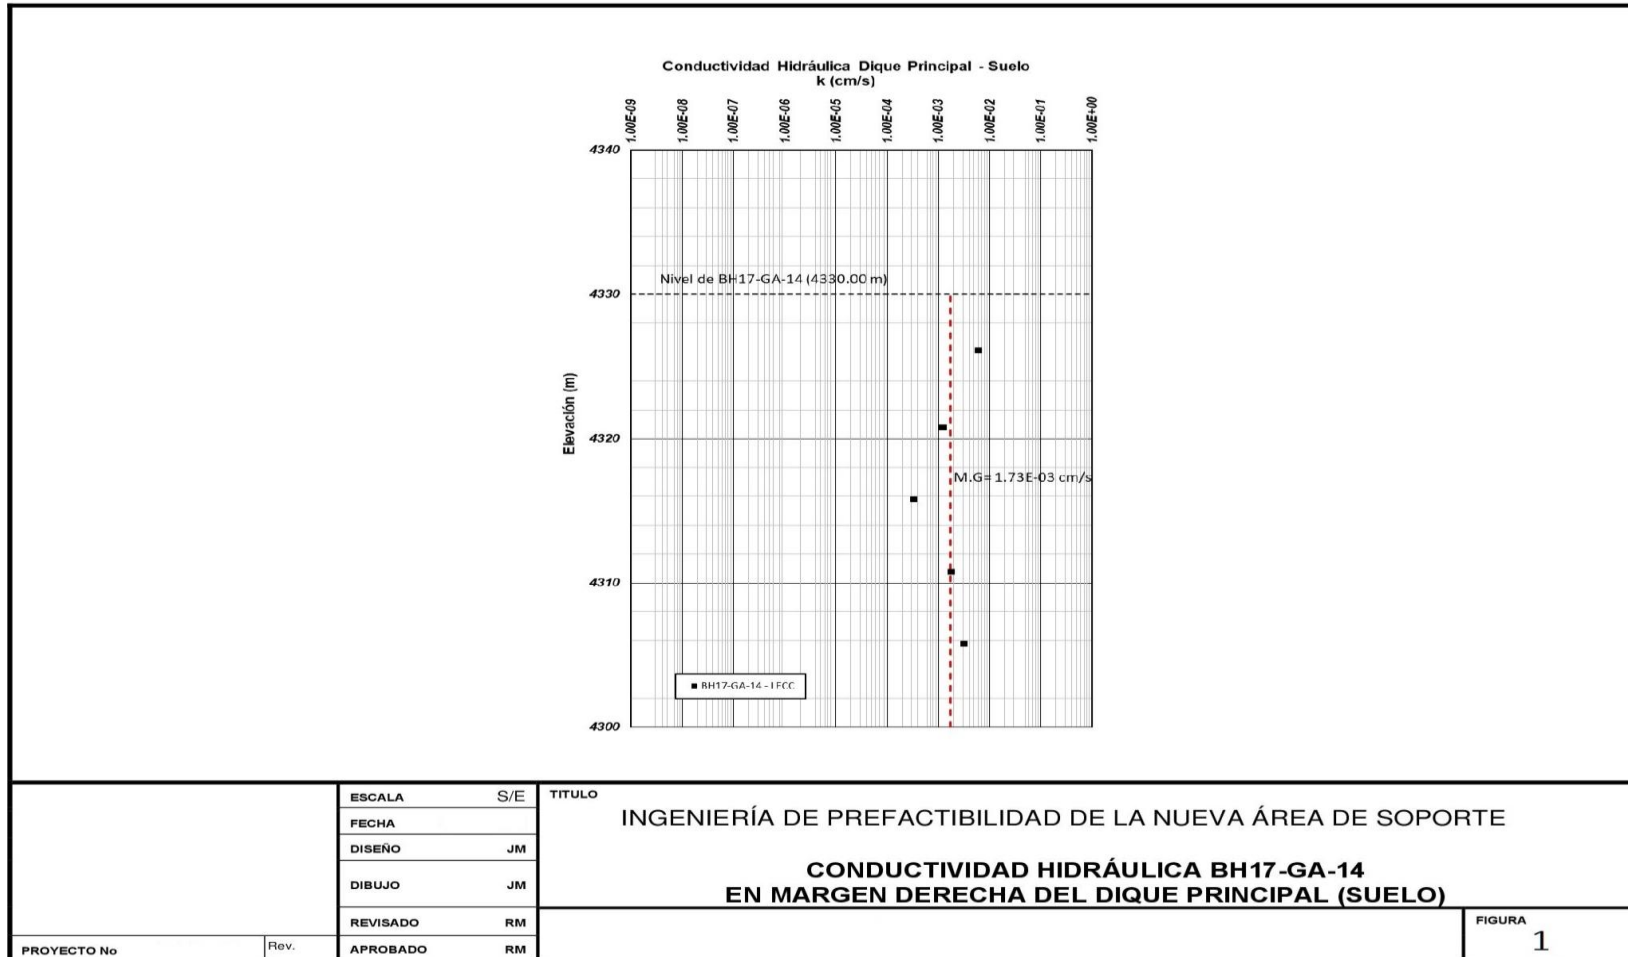 Conductividad Hidráulica Dique Principal - Suelo
k (cm/s)
1.00E-09 1.00E-08 1.00E-07 1.00E-06 1.00E-05 1.00E-04 1.00E-03 1.00E-02 1.00E-01 1.00E+00
4340
Nivel de BH17-GA-14 (4330.00 m)
4330
Elevación (m)
4320
M.G= 1.73E-03 cm/s
4310
BH17-GA-14 - LFCC
4300
ESCALA S/E
FECHA
DISEÑO JM
DIBUJO JM
REVISADO RM
APROBADO RM
PROYECTO No
Rev.
TITULO
INGENIERÍA DE PREFACTIBILIDAD DE LA NUEVA ÁREA DE SOPORTE
CONDUCTIVIDAD HIDRÁULICA BH17-GA-14
EN MARGEN DERECHA DEL DIQUE PRINCIPAL (SUELO)
FIGURA
1